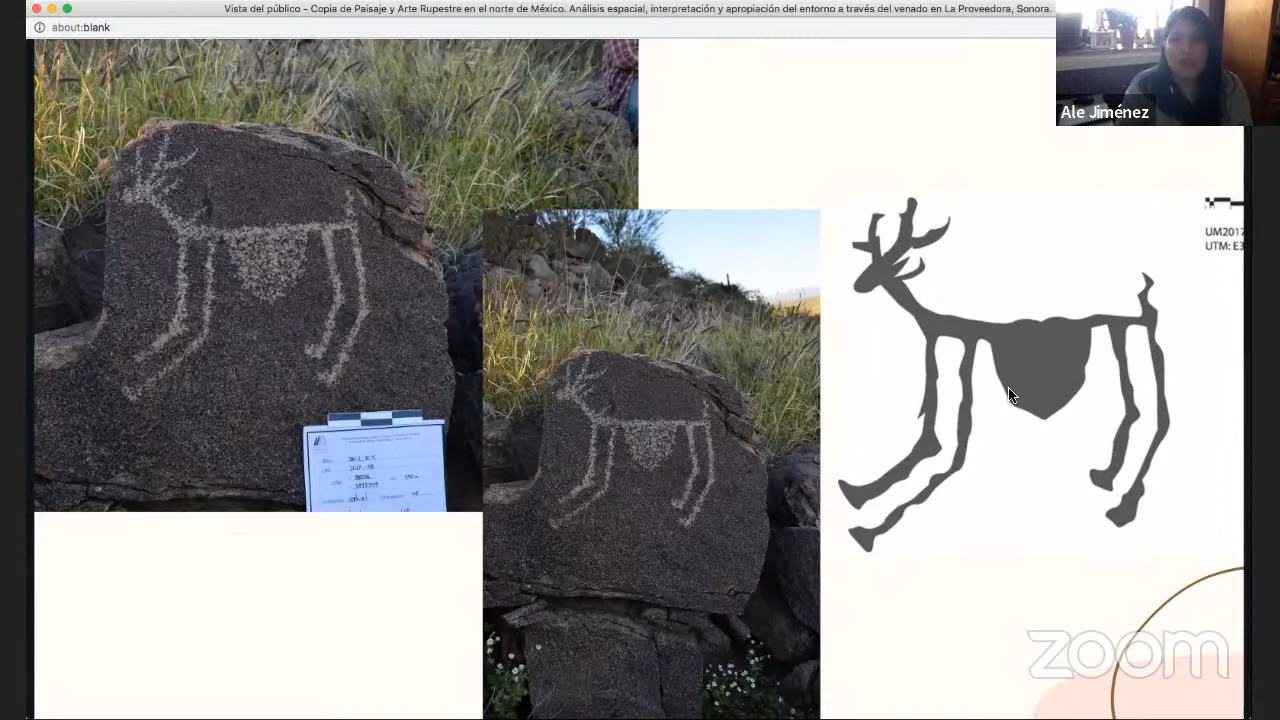 Vista del público - Copia de Paisaje y Arte Rupestre en el norte de México. Análisis espacial, interpretación y apropiación del entorno a través del venado en La Proveedora, Sonora.
about:blank
Ale Jiménez
UM2017
UTM: E3
zoom